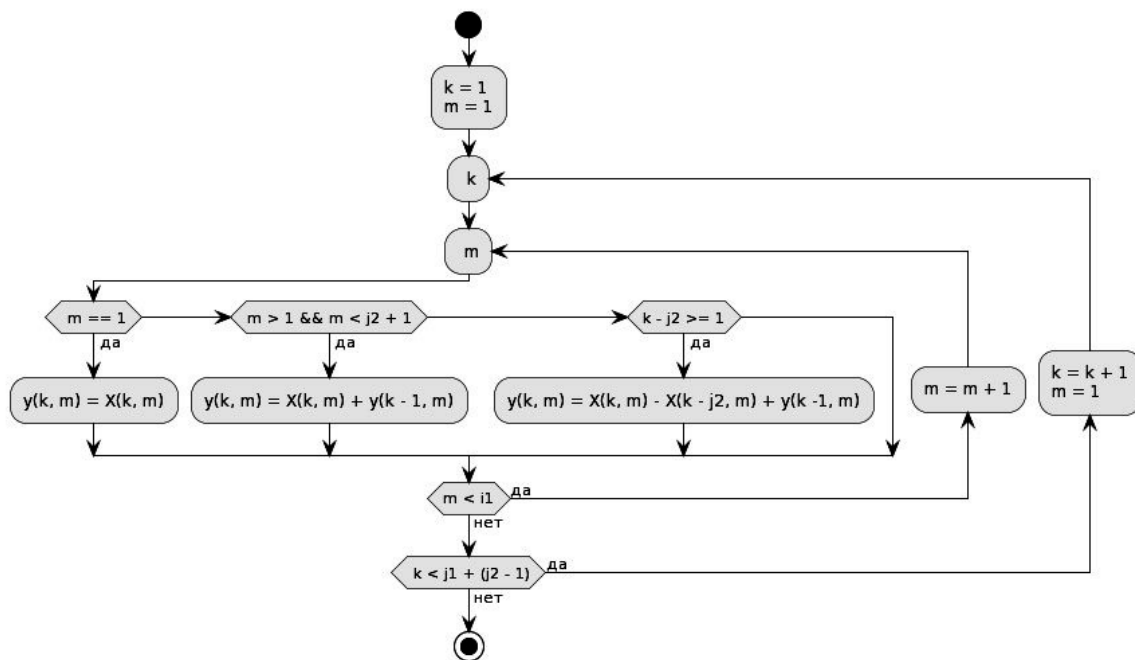 k = 1
m = 1
k
m
m == 1
m > 1 && m < j2 + 1
k - j2 >= 1
да
да
да
y(k, m) = X(k, m)
y(k, m) = X(k, m) + y(k - 1, m)
y(k, m) = X(k, m) - X(k - j2, m) + y(k -1, m)
m = m + 1
k = k + 1
m = 1
m < i1
да
нет
k < j1 + (j2 - 1)
да
нет